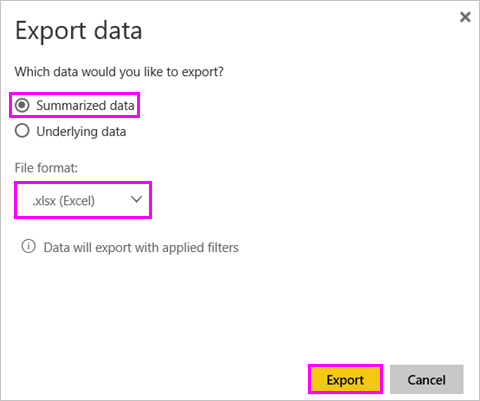 Export data
Which data would you like to export?
Summarized data
Underlying data
File format:
.xlsx (Excel)
Data will export with applied filters
Export
Cancel